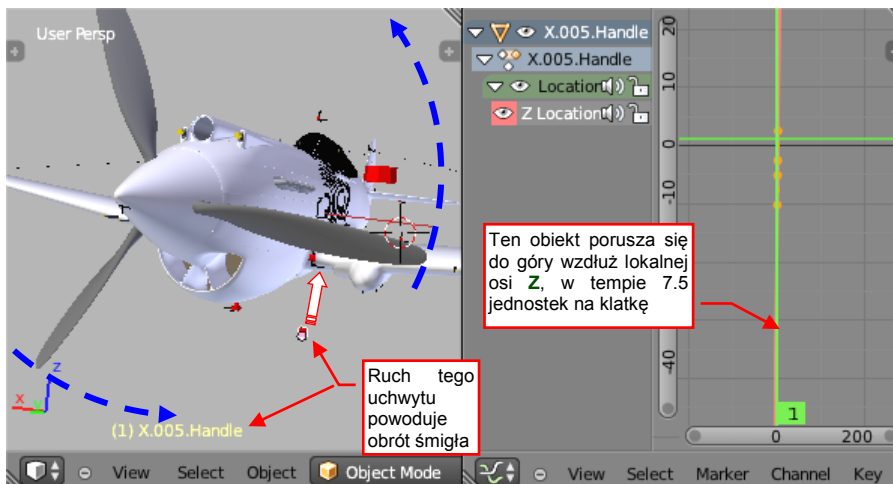 User Persp
X.005.Handle
X.005.Handle
Location
Z Location
20
10
0
-10
-40
Ten obiekt porusza się
do góry wzdłuż lokalnej
osi Z, w tempie 7.5
jednostek na klatkę
Ruch tego
uchwytu
powoduje
obrót śmigła
z
x
y
(1) X.005.Handle
1
0
200
View Select Object Object Mode
View Select Marker Channel Key